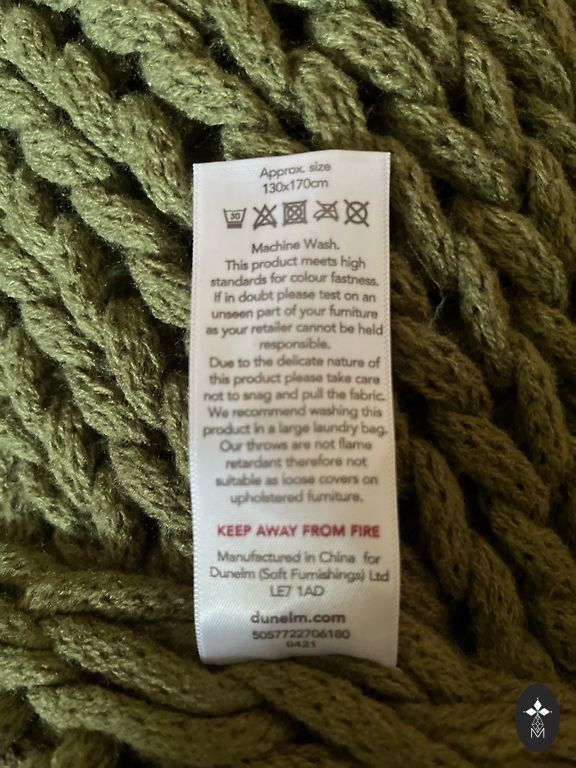 Approx. size
130x170cm
30
Machine Wash.
This product meets high
standards for colour fastness.
If in doubt please test on an
unseen part of your furniture
as your retailer cannot be held
responsible.
Due to the delicate nature of
this product please take care
not to snag and pull the fabric.
We recommend washing this
product in a large laundry bag.
Our throws are not flame
retardant therefore not
suitable as loose covers on
upholstered furniture.
KEEP AWAY FROM FIRE
Manufactured in China for
Dunelm (Soft Furnishings) Ltd
LE7 1AD
dunelm.com
5057722706180
0421
M